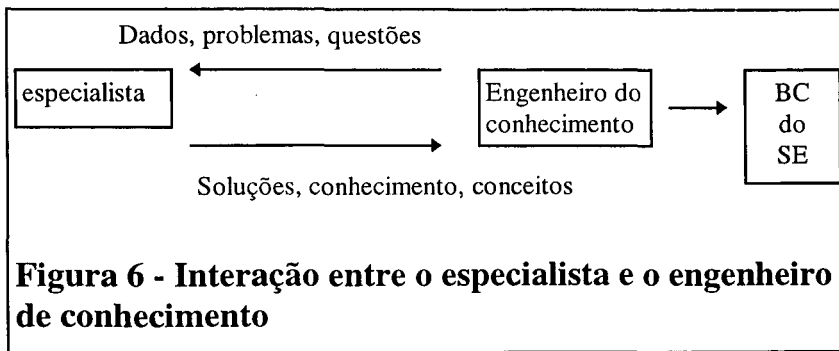 Dados, problemas, questões
especialista
Engenheiro do
conhecimento
BC
do
SE
Soluções, conhecimento, conceitos
Figura 6 - Interação entre o especialista e o engenheiro
de conhecimento